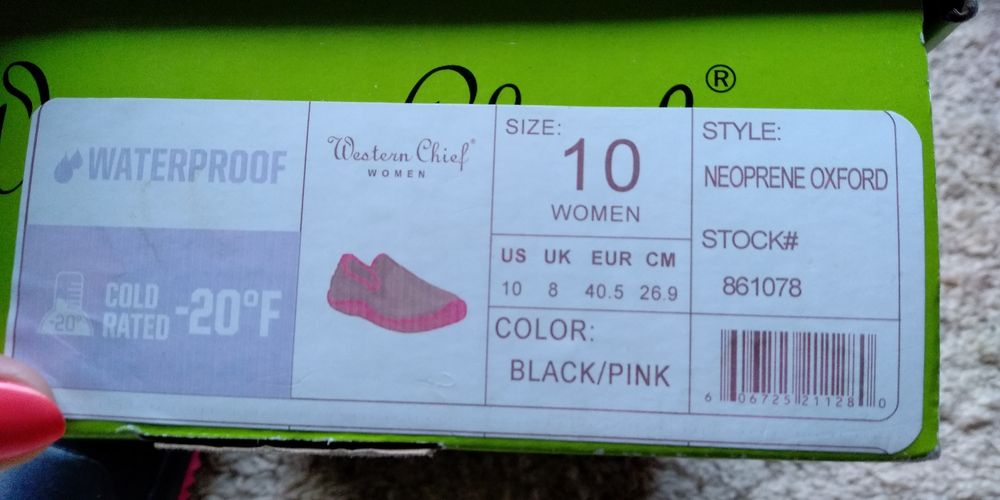 ®
WATERPROOF
COLD
RATED
-20°F
-20°
Western Chief®
WOMEN
SIZE:
10
WOMEN
US UK EUR CM
10 8 40.5 26.9
COLOR:
BLACK/PINK
STYLE:
NEOPRENE OXFORD
STOCK#
861078
6 06725 21128 0